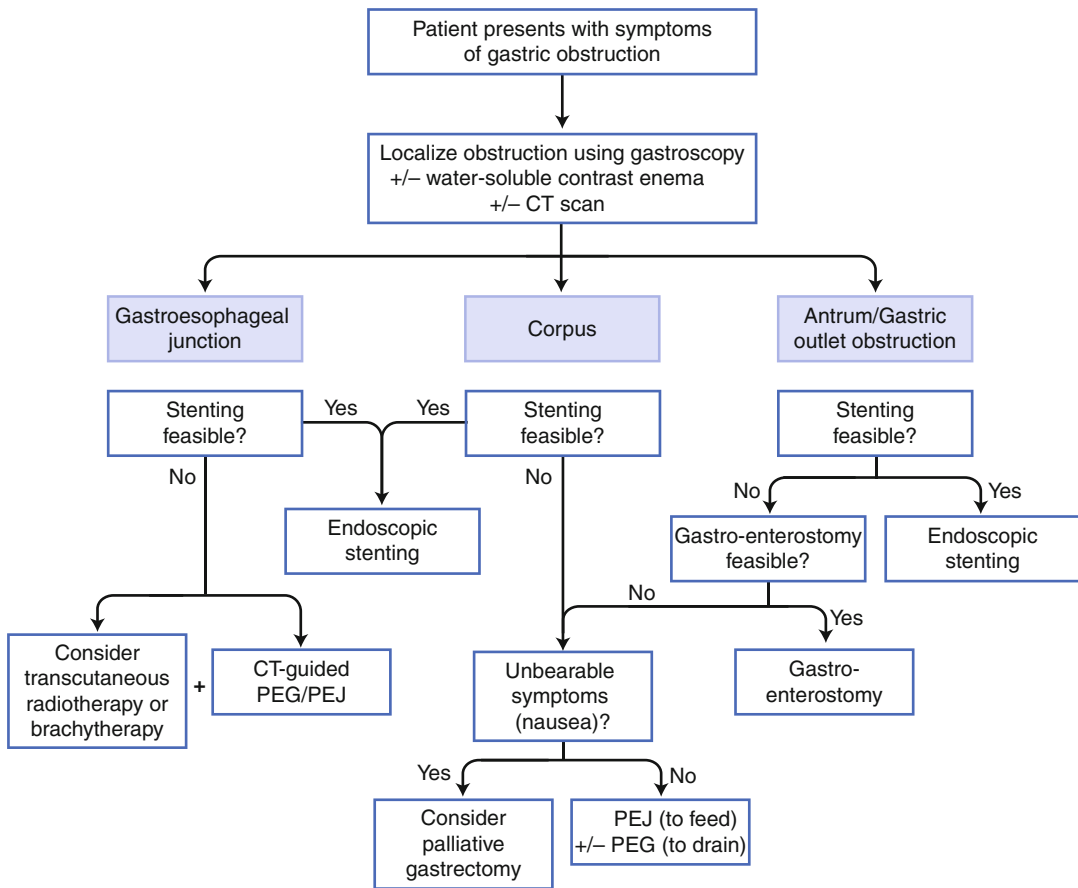 Patient presents with symptoms
of gastric obstruction
Localize obstruction using gastroscopy
+/– water-soluble contrast enema
+/– CT scan
Gastroesophageal
junction
Corpus
Antrum/Gastric
outlet obstruction
Stenting
feasible?
Yes
Yes
Stenting
feasible?
Stenting
feasible?
No
No
No
Yes
Endoscopic
stenting
Gastro-enterostomy
feasible?
Endoscopic
stenting
No
Yes
Consider
transcutaneous
radiotherapy or
brachytherapy
+
CT-guided
PEG/PEJ
Unbearable
symptoms
(nausea)?
Gastro-
enterostomy
Yes
No
Consider
palliative
gastrectomy
PEJ (to feed)
+/– PEG (to drain)